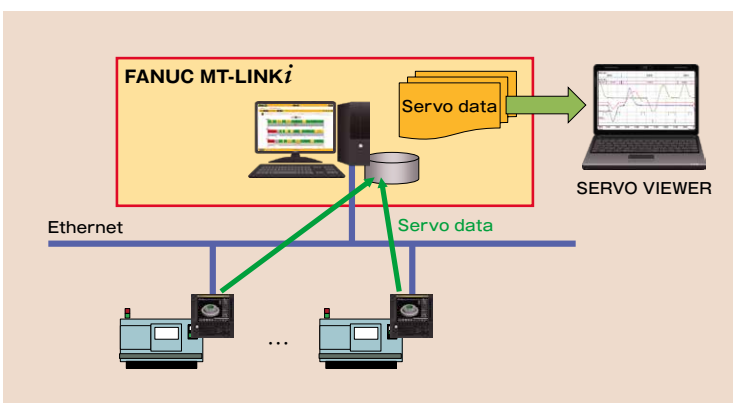 FANUC MT-LINKi
Servo data
SERVO VIEWER
Ethernet
Servo data
...